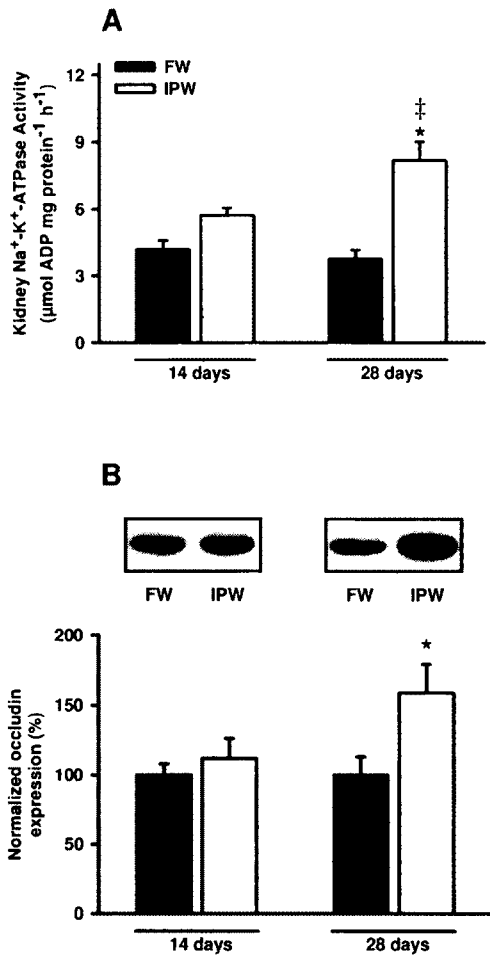 A
Kidney Na⁺-K⁺-ATPase Activity
(μmol ADP mg protein⁻¹ h⁻¹)
12
9
6
3
0
FW
IPW
‡
*
14 days
28 days
B
FW
IPW
FW
IPW
Normalized occludin
expression (%)
200
150
100
50
0
*
14 days
28 days